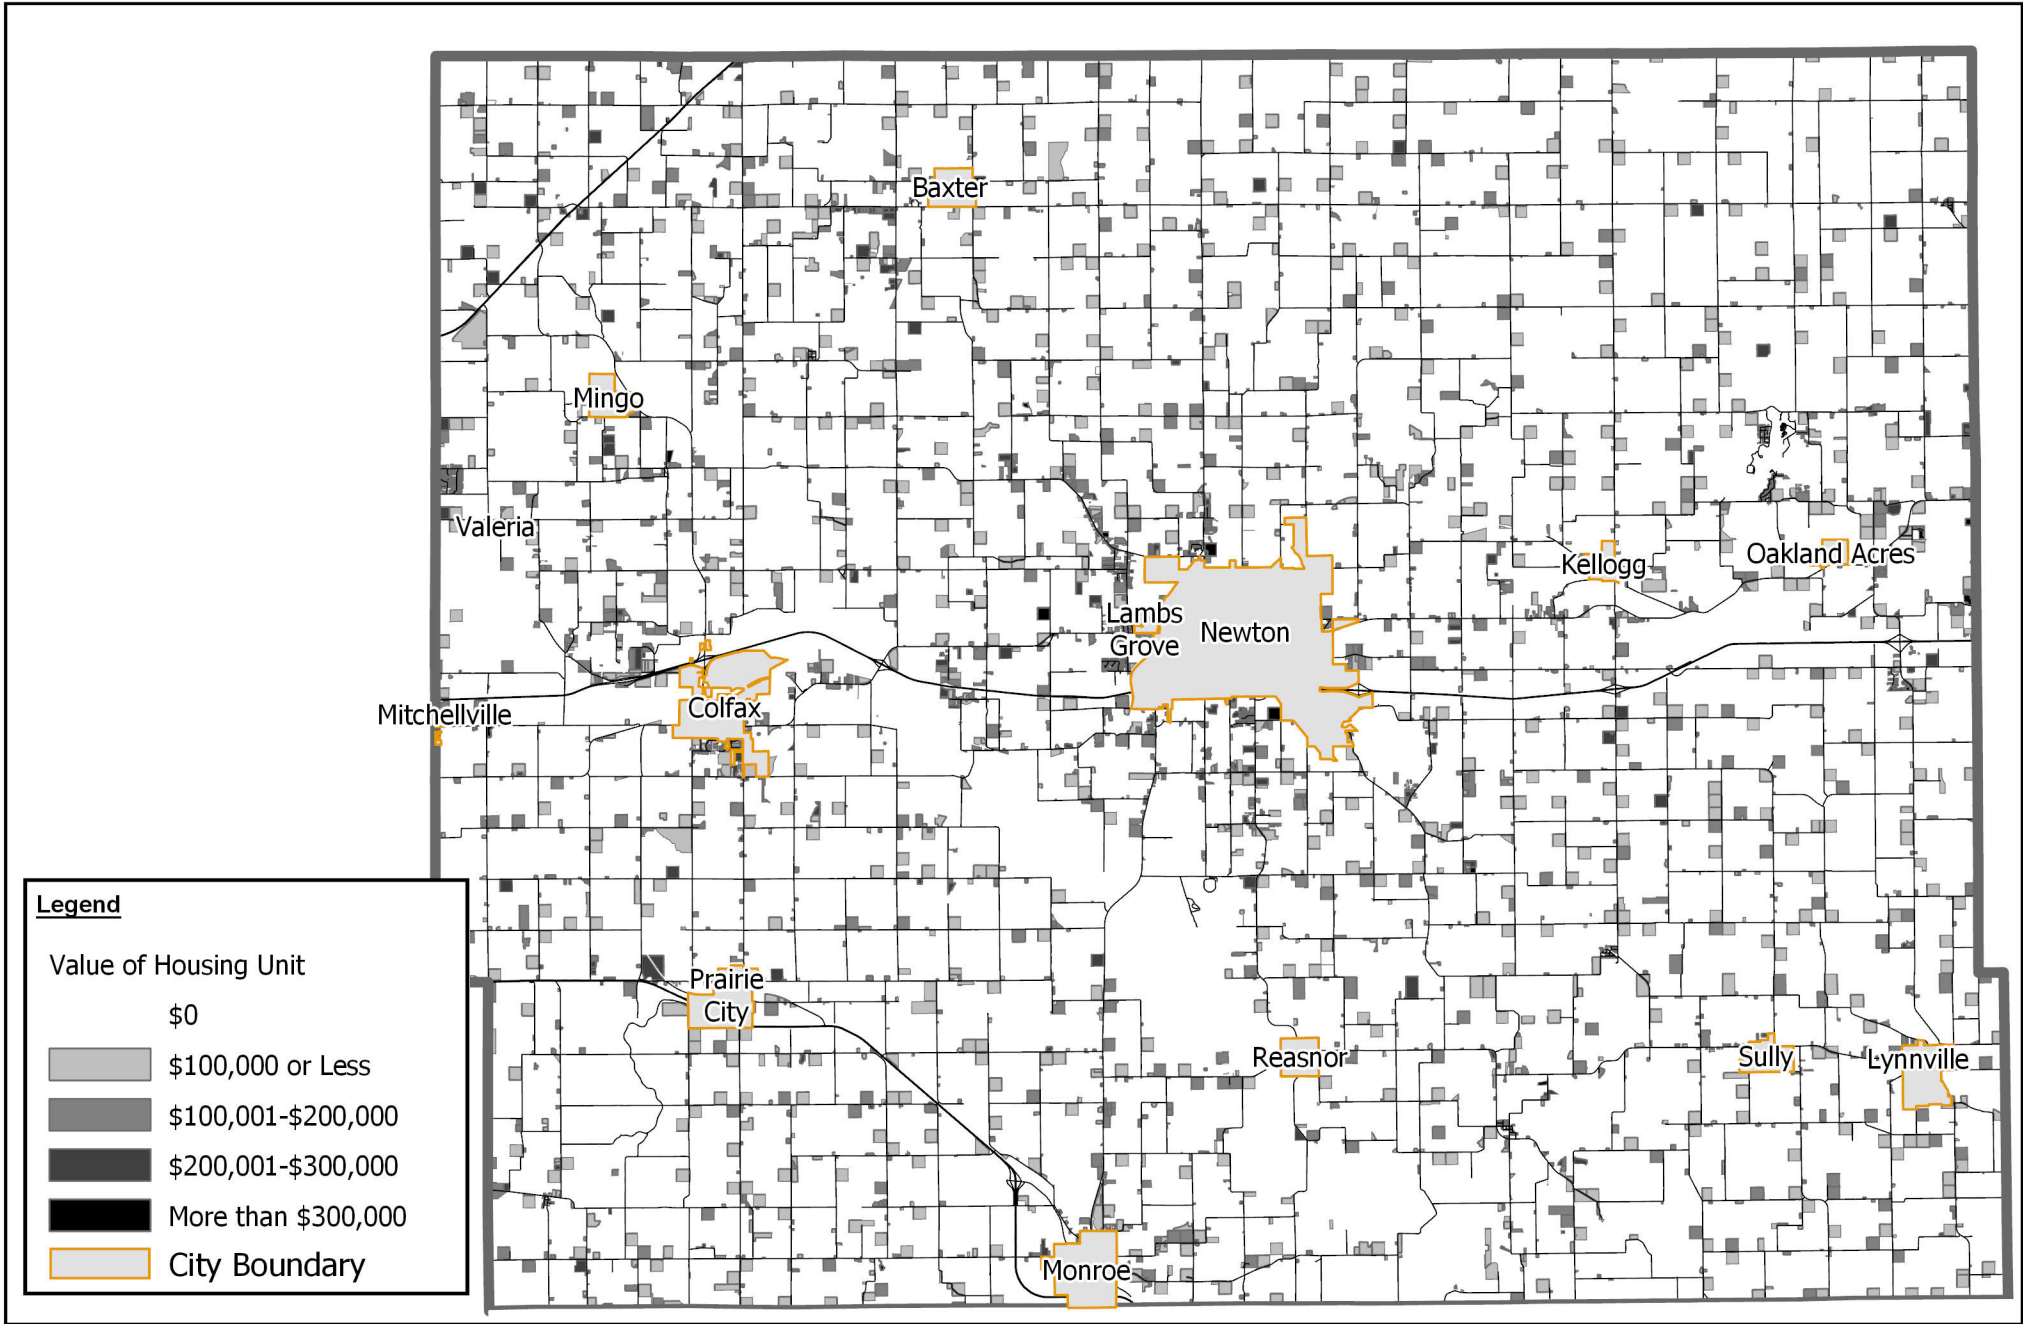 Baxter
Mingo
Valeria
Kellogg
Oakland Acres
Lambs
Grove
Newton
Mitchellville
Colfax
Legend
Value of Housing Unit
$0
$100,000 or Less
$100,001-$200,000
$200,001-$300,000
More than $300,000
City Boundary
Prairie
City
Reasnor
Sully
Lynnville
Monroe